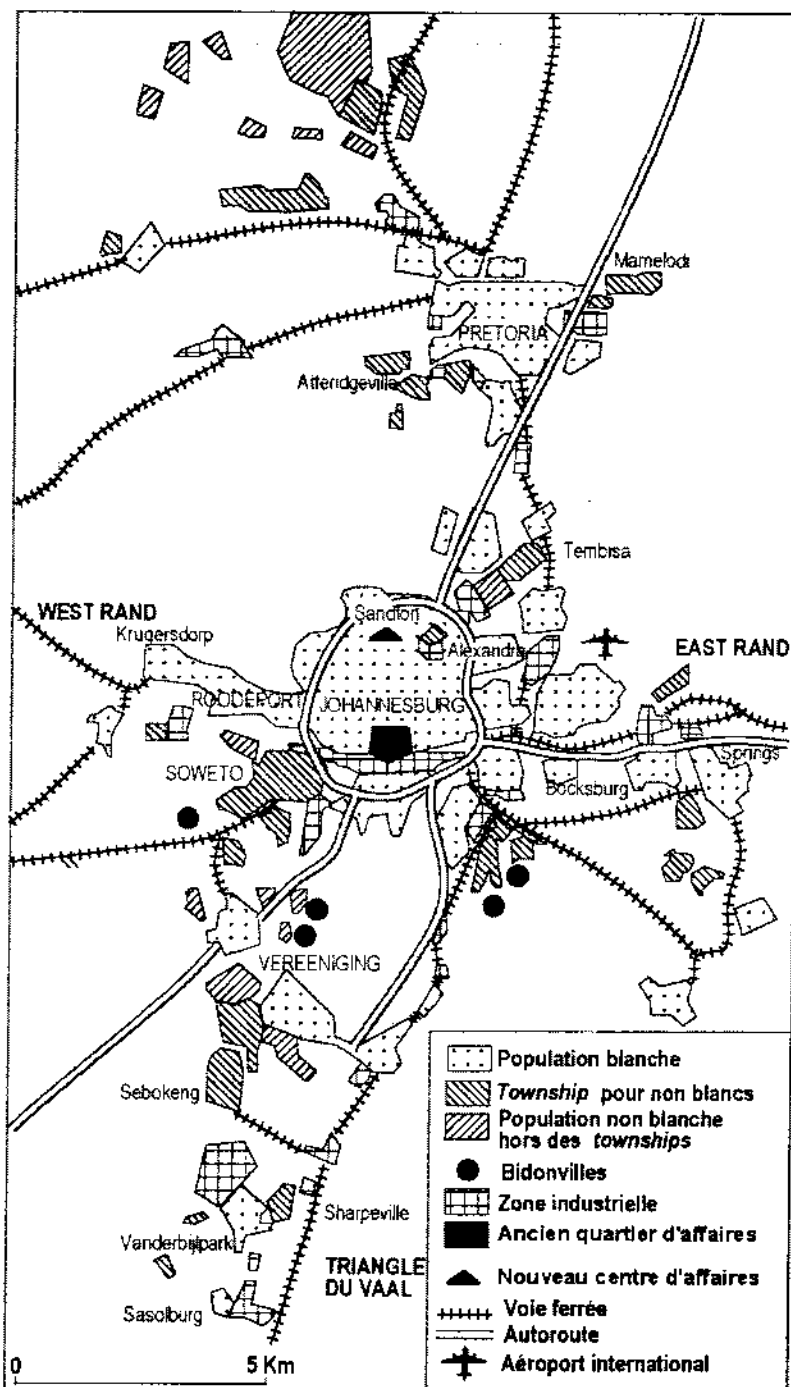 Mamelodi
PRETORIA
Atteridgeville
Tembisa
WEST RAND
Sandton
Krugersdorp
Alexandra
EAST RAND
ROODEPORT
JOHANNESBURG
SOWETO
Springs
Bocksburg
VEREENIGING
Sebokeng
Sharpeville
Vanderbijlpark
TRIANGLE
DU VAAL
Sasolburg
0
5 Km
Population blanche
Township pour non blancs
Population non blanche
hors des townships
Bidonvilles
Zone industrielle
Ancien quartier d'affaires
Nouveau centre d'affaires
Voie ferrée
Autoroute
Aéroport international